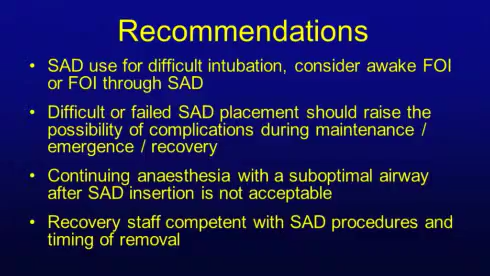 Recommendations
• SAD use for difficult intubation, consider awake FOI
or FOI through SAD
• Difficult or failed SAD placement should raise the
possibility of complications during maintenance /
emergence / recovery
• Continuing anaesthesia with a suboptimal airway
after SAD insertion is not acceptable
• Recovery staff competent with SAD procedures and
timing of removal